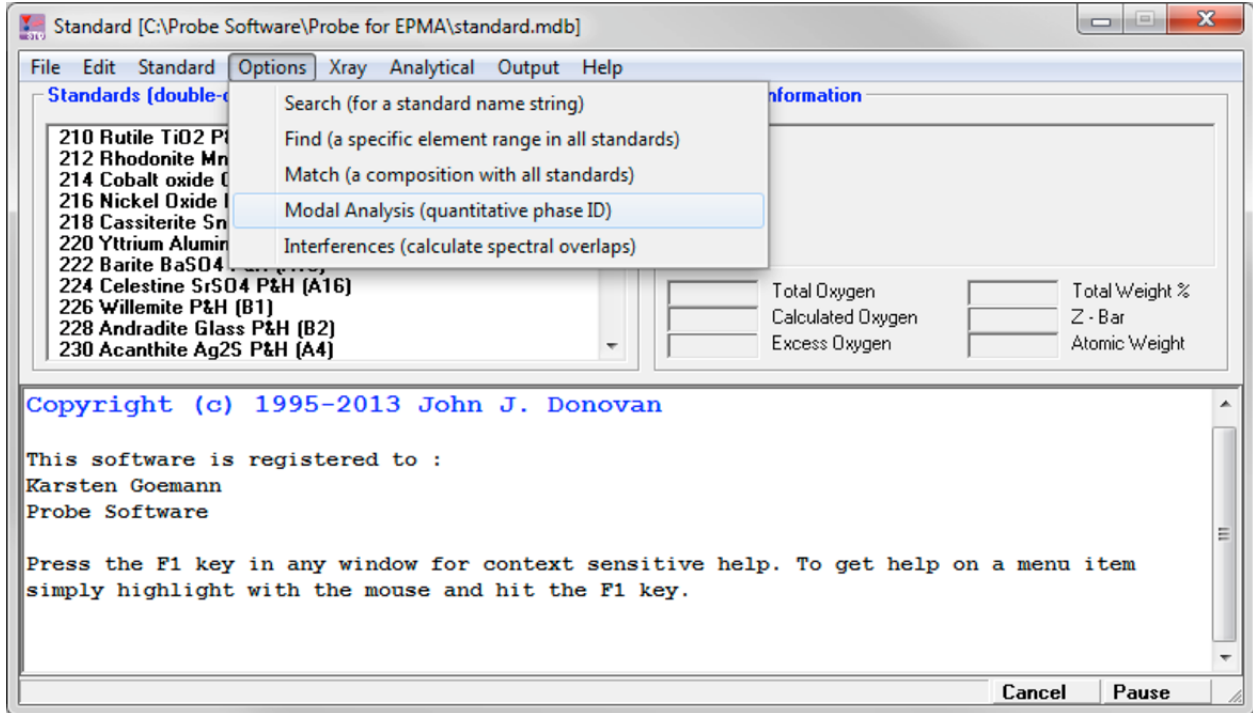 Standard [C:\Probe Software\Probe for EPMA\standard.mdb]
File Edit Standard Options Xray Analytical Output Help
Standards (double-
Search (for a standard name string)
Find (a specific element range in all standards)
Match (a composition with all standards)
Modal Analysis (quantitative phase ID)
Interferences (calculate spectral overlaps)
nformation
210 Rutile TiO2 P
212 Rhodonite Mn
214 Cobalt oxide
216 Nickel Oxide
218 Cassiterite Sn
220 Yttrium Alumin
222 Barite BaSO4
224 Celestine SrSO4 P&H (A16)
226 Willemite P&H (B1)
228 Andradite Glass P&H (B2)
230 Acanthite Ag2S P&H (A4)
Total Oxygen
Calculated Oxygen
Excess Oxygen
Total Weight %
Z - Bar
Atomic Weight
Copyright (c) 1995-2013 John J. Donovan
This software is registered to :
Karsten Goemann
Probe Software
Press the F1 key in any window for context sensitive help. To get help on a menu item
simply highlight with the mouse and hit the F1 key.
Cancel Pause